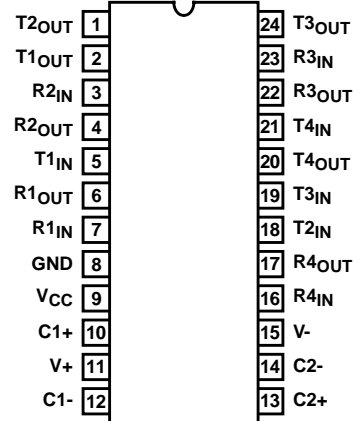 T2OUT 1 24 T3OUT
T1OUT 2 23 R3IN
R2IN 3 22 R3OUT
R2OUT 4 21 T4IN
T1IN 5 20 T4OUT
R1OUT 6 19 T3IN
R1IN 7 18 T2IN
GND 8 17 R4OUT
VCC 9 16 R4IN
C1+ 10 15 V-
V+ 11 14 C2-
C1- 12 13 C2+